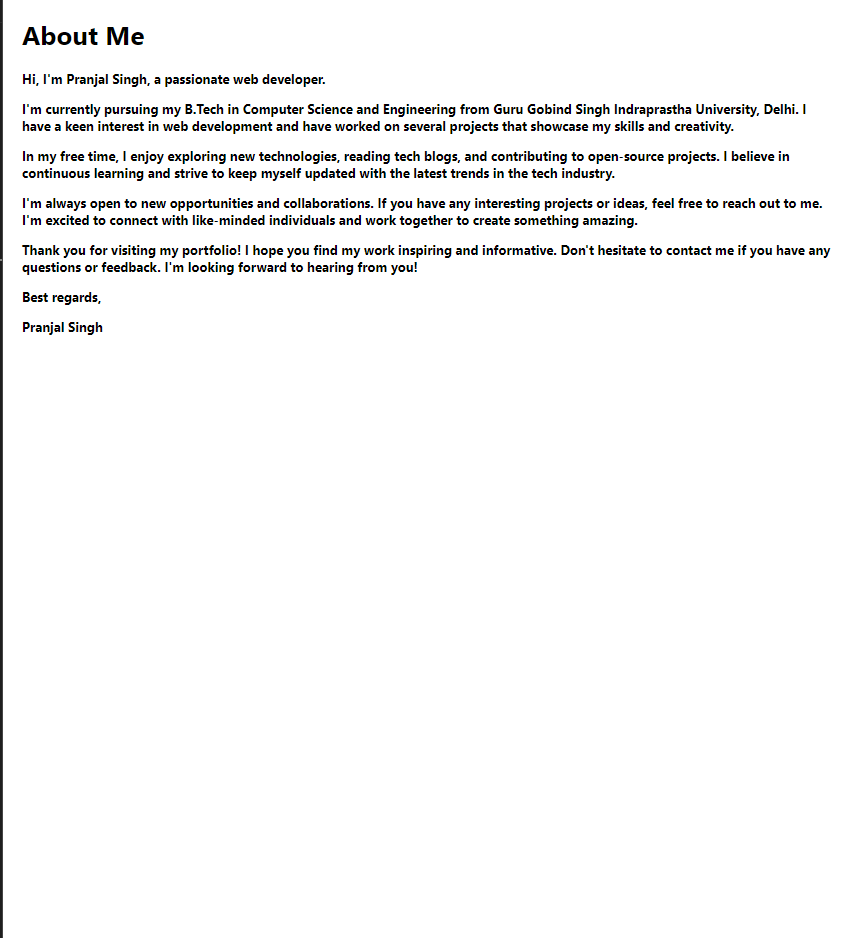 About Me
Hi, I'm Pranjal Singh, a passionate web developer.
I'm currently pursuing my B.Tech in Computer Science and Engineering from Guru Gobind Singh Indraprastha University, Delhi. I
have a keen interest in web development and have worked on several projects that showcase my skills and creativity.
In my free time, I enjoy exploring new technologies, reading tech blogs, and contributing to open-source projects. I believe in
continuous learning and strive to keep myself updated with the latest trends in the tech industry.
I'm always open to new opportunities and collaborations. If you have any interesting projects or ideas, feel free to reach out to me.
I'm excited to connect with like-minded individuals and work together to create something amazing.
Thank you for visiting my portfolio! I hope you find my work inspiring and informative. Don't hesitate to contact me if you have any
questions or feedback. I'm looking forward to hearing from you!
Best regards,
Pranjal Singh